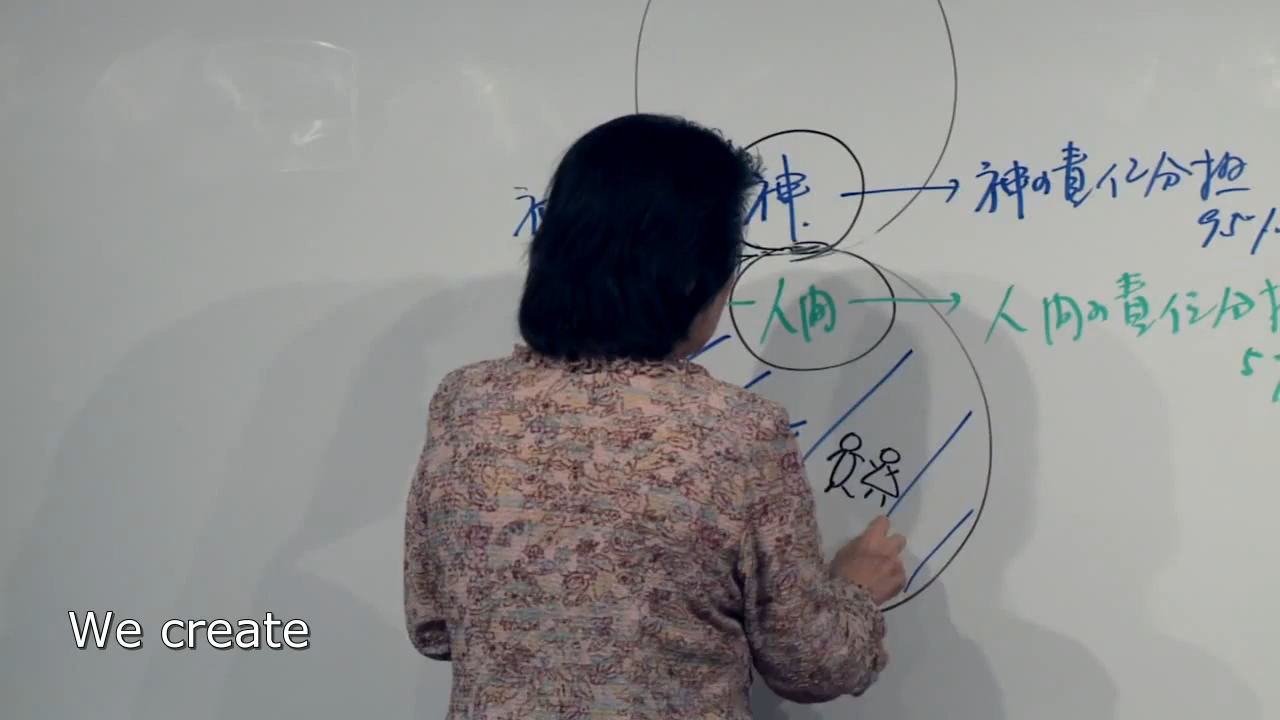 神
神 神の責任分担
95%
人間 人間の責任分担
5%
We create